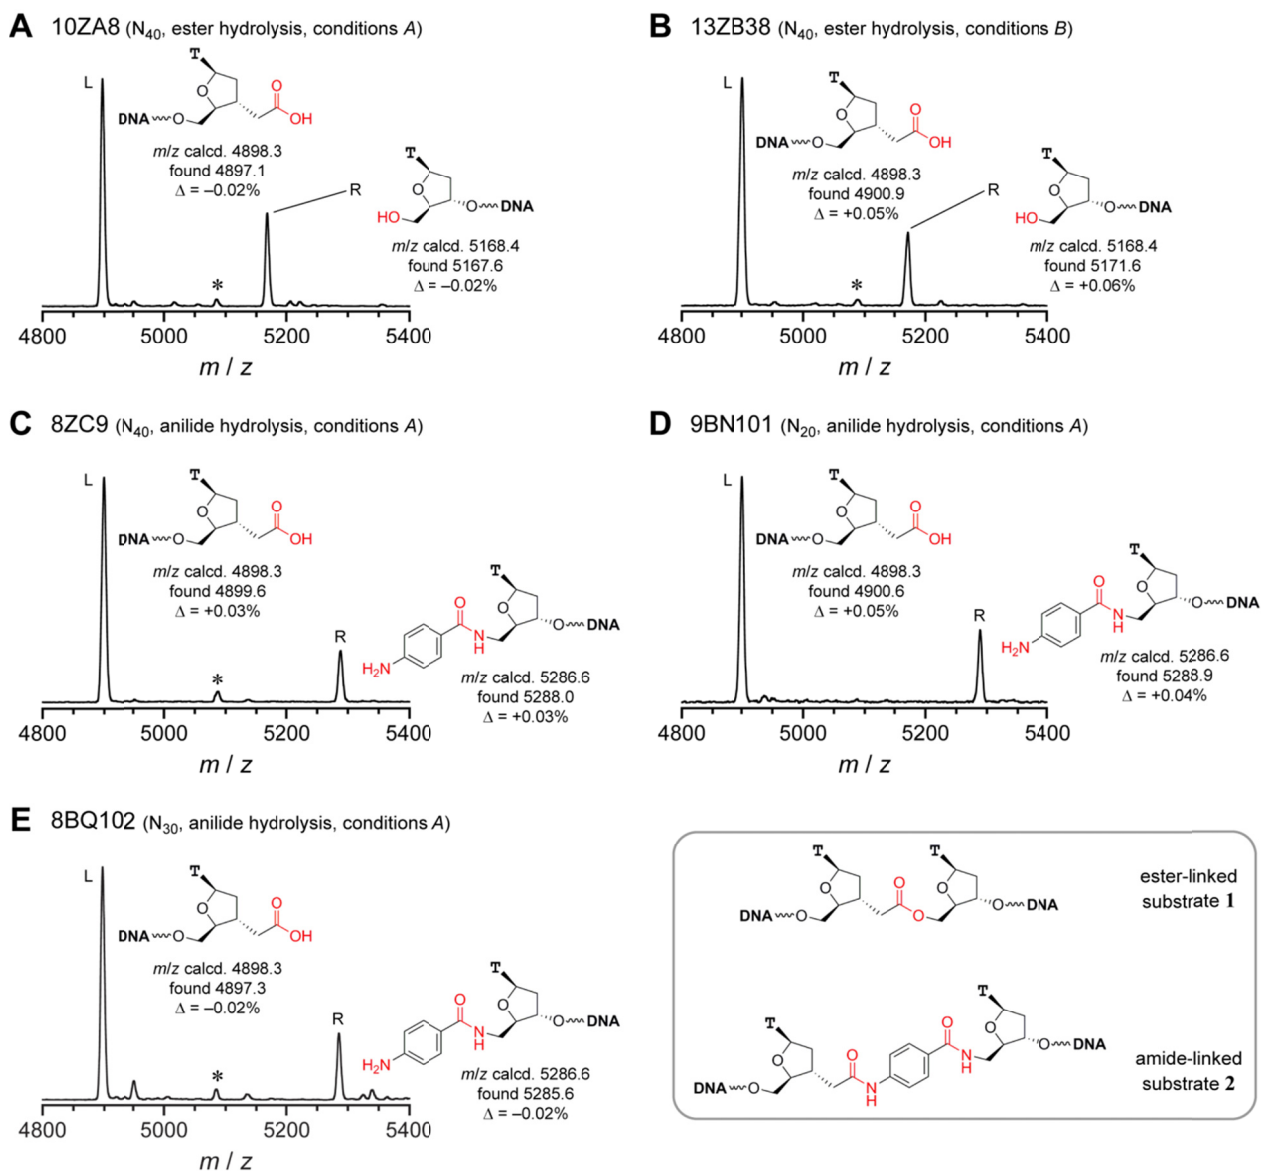 A 10ZA8 (N40, ester hydrolysis, conditions A)
L
T
O
O
OH
DNA O
m/z calcd. 4898.3
found 4897.1
Δ = –0.02%
R
T
O
HO
O DNA
m/z calcd. 5168.4
found 5167.6
Δ = –0.02%
*
4800 5000 5200 5400
m / z
B 13ZB38 (N40, ester hydrolysis, conditions B)
L
T
O
O
OH
DNA O
m/z calcd. 4898.3
found 4900.9
Δ = +0.05%
R
T
O
HO
O DNA
m/z calcd. 5168.4
found 5171.6
Δ = +0.06%
*
4800 5000 5200 5400
m / z
C 8ZC9 (N40, anilide hydrolysis, conditions A)
L
T
O
O
OH
DNA O
m/z calcd. 4898.3
found 4899.6
Δ = +0.03%
R
T
O
O
N
H
H2N
O DNA
m/z calcd. 5286.6
found 5288.0
Δ = +0.03%
*
4800 5000 5200 5400
m / z
D 9BN101 (N20, anilide hydrolysis, conditions A)
L
T
O
O
OH
DNA O
m/z calcd. 4898.3
found 4900.6
Δ = +0.05%
R
T
O
O
N
H
H2N
O DNA
m/z calcd. 5286.6
found 5288.9
Δ = +0.04%
4800 5000 5200 5400
m / z
E 8BQ102 (N30, anilide hydrolysis, conditions A)
L
T
O
O
OH
DNA O
m/z calcd. 4898.3
found 4897.3
Δ = –0.02%
R
T
O
O
N
H
H2N
O DNA
m/z calcd. 5286.6
found 5285.6
Δ = –0.02%
*
4800 5000 5200 5400
m / z
T T
O O O
DNA O O O DNA
ester-linked
substrate 1
T T
O O O O
DNA O N H N H O DNA
amide-linked
substrate 2